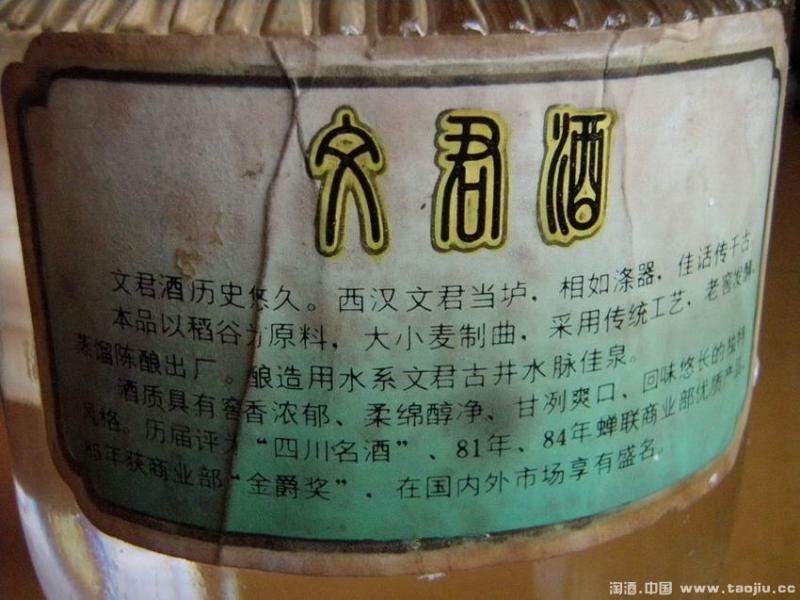 文君酒
文君酒历史悠久。西汉文君当垆，相如涤器，佳话传千古。
本品以稻谷为原料，大小麦制曲，采用传统工艺，老窖发酵，
蒸馏陈酿出厂。酿造用水系文君古井水脉佳泉。
酒质具有窖香浓郁、柔绵醇净、甘冽爽口、回味悠长的独特
风格。历届评为“四川名酒”、81年、84年蝉联商业部优质产品、
85年获商业部“金爵奖”，在国内外市场享有盛名。
淘酒.中国 www.taojiu.cc